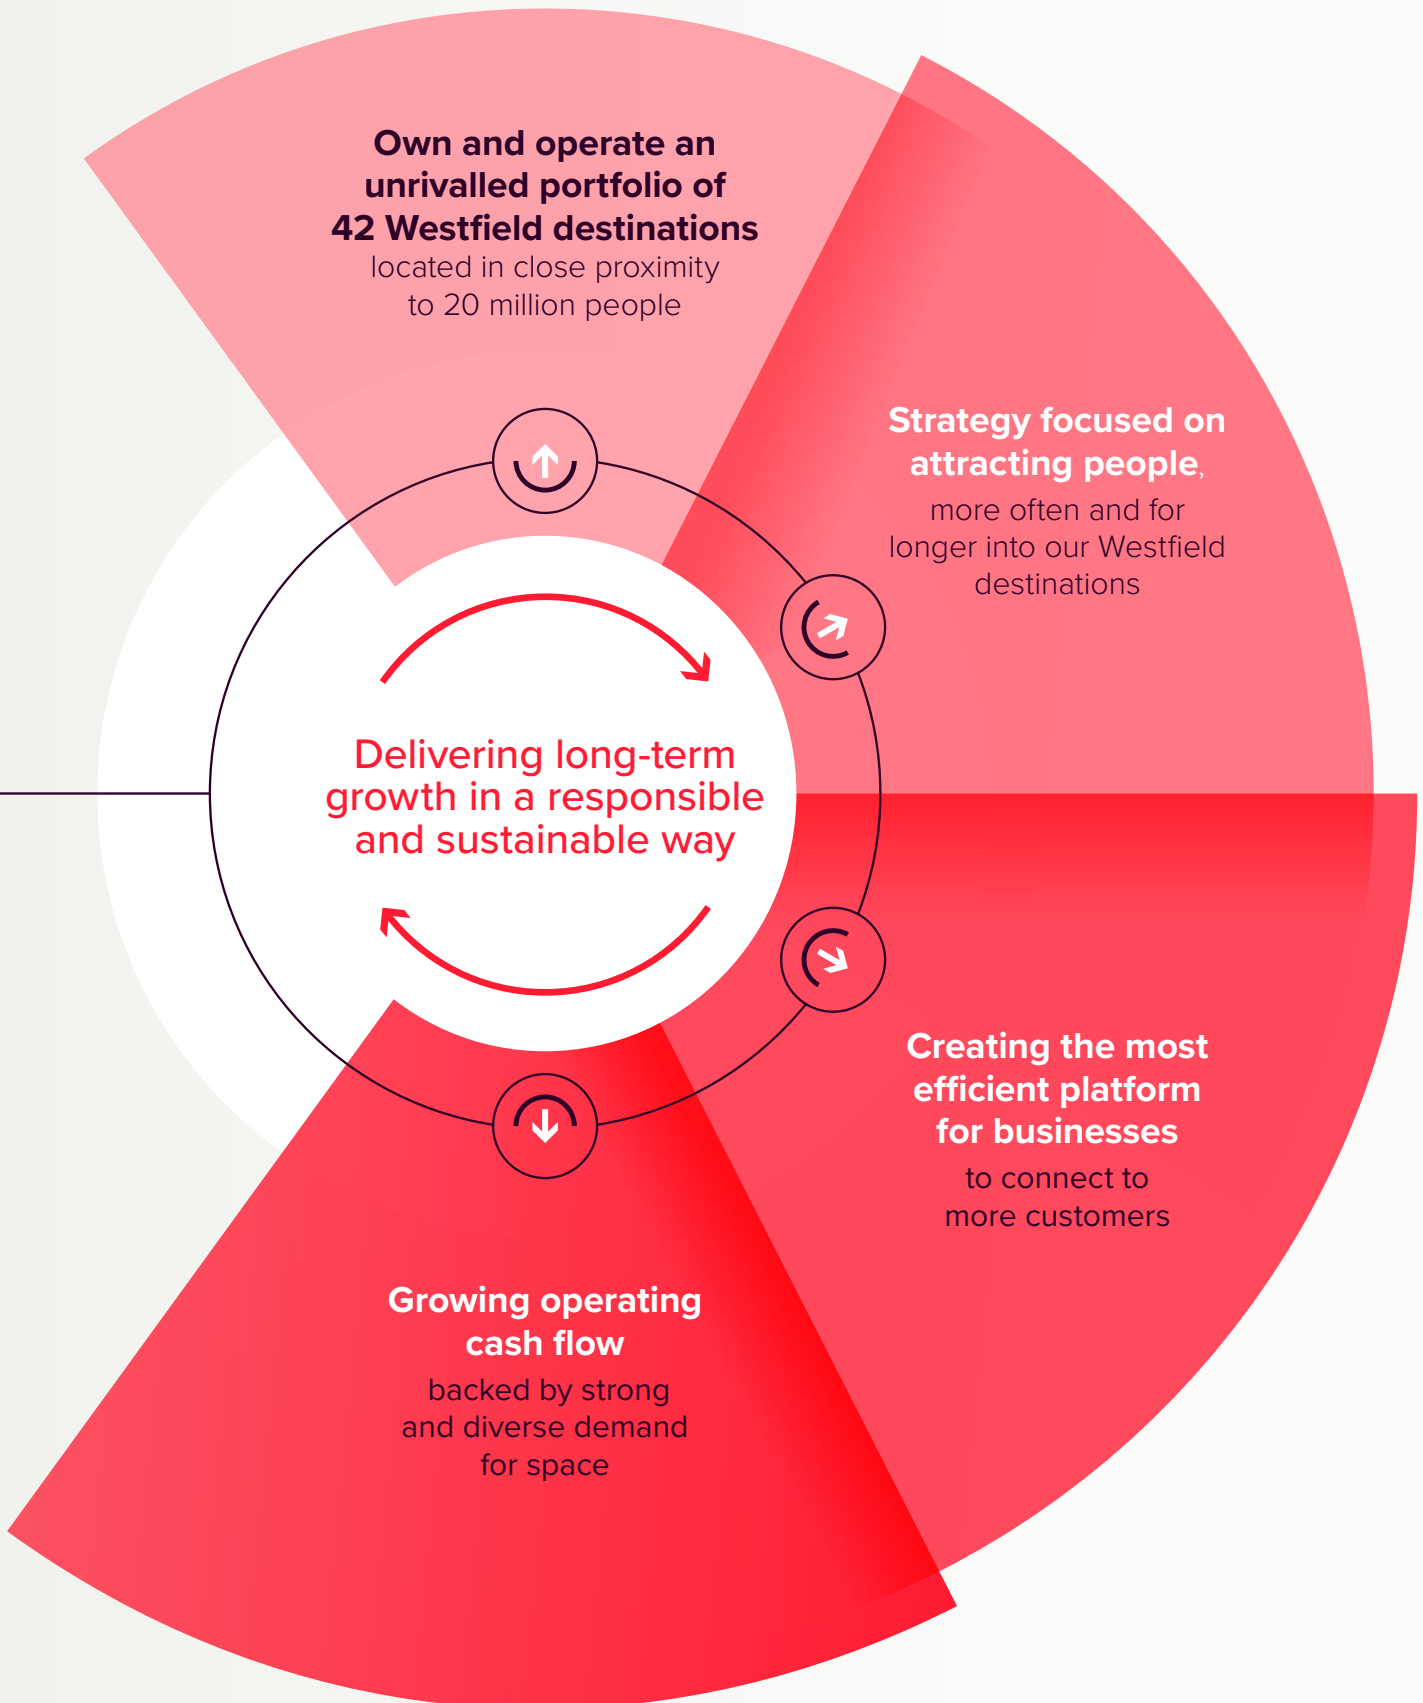 Own and operate an
unrivalled portfolio of
42 Westfield destinations
located in close proximity
to 20 million people
Strategy focused on
attracting people,
more often and for
longer into our Westfield
destinations
Delivering long-term
growth in a responsible
and sustainable way
Creating the most
efficient platform
for businesses
to connect to
more customers
Growing operating
cash flow
backed by strong
and diverse demand
for space